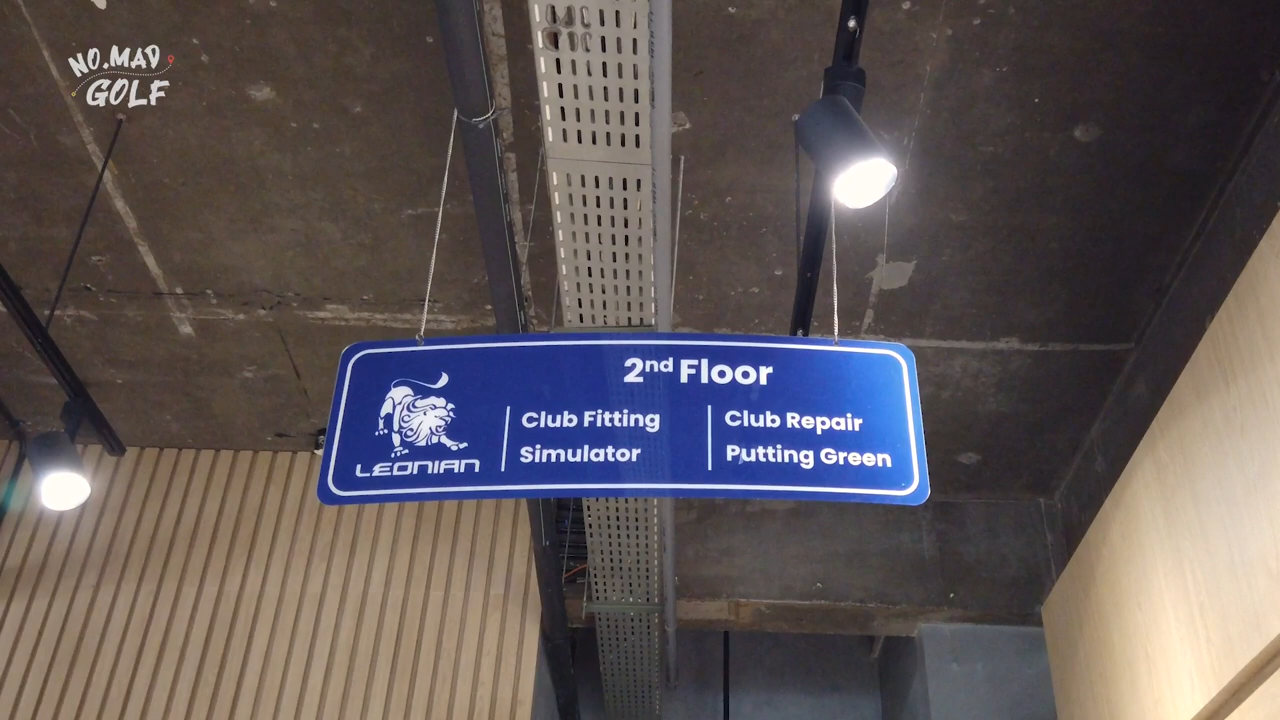 NO.MAD
GOLF
2nd Floor
Club Fitting
Simulator
Club Repair
Putting Green
LEONIAN